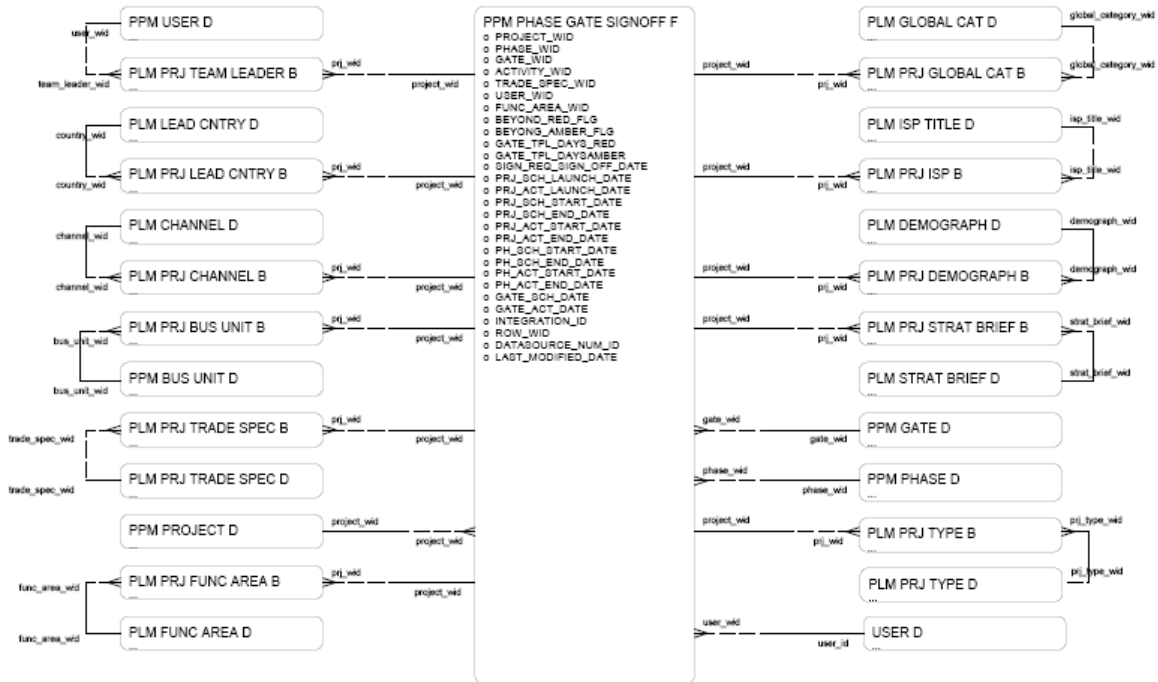 PPM USER D
...
user_wid
PLM PRJ TEAM LEADER B
...
team_leader_wid
prj_wid
project_wid
PLM LEAD CNTRY D
...
country_wid
PLM PRJ LEAD CNTRY B
...
country_wid
prj_wid
project_wid
PLM CHANNEL D
...
channel_wid
PLM PRJ CHANNEL B
...
channel_wid
prj_wid
project_wid
PLM PRJ BUS UNIT B
...
bus_unit_wid
prj_wid
project_wid
PPM BUS UNIT D
...
bus_unit_wid
PLM PRJ TRADE SPEC B
...
trade_spec_wid
prj_wid
project_wid
PLM PRJ TRADE SPEC D
...
trade_spec_wid
PPM PROJECT D
...
project_wid
project_wid
PLM PRJ FUNC AREA B
...
func_area_wid
prj_wid
project_wid
PLM FUNC AREA D
...
func_area_wid
PPM PHASE GATE SIGNOFF F
o PROJECT_WID
o PHASE_WID
o GATE_WID
o ACTIVITY_WID
o TRADE_SPEC_WID
o USER_WID
o FUNC_AREA_WID
o BEYOND_RED_FLG
o BEYONG_AMBER_FLG
o GATE_TPL_DAYS_RED
o GATE_TPL_DAYSAMBER
o SIGN_REQ_SIGN_OFF_DATE
o PRJ_SCH_LAUNCH_DATE
o PRJ_ACT_LAUNCH_DATE
o PRJ_SCH_START_DATE
o PRJ_SCH_END_DATE
o PRJ_ACT_START_DATE
o PRJ_ACT_END_DATE
o PH_SCH_START_DATE
o PH_SCH_END_DATE
o PH_ACT_START_DATE
o PH_ACT_END_DATE
o GATE_SCH_DATE
o GATE_ACT_DATE
o INTEGRATION_ID
o ROW_WID
o DATASOURCE_NUM_ID
o LAST_MODIFIED_DATE
PLM GLOBAL CAT D
...
global_category_wid
project_wid
prj_wid
PLM PRJ GLOBAL CAT B
...
global_category_wid
PLM ISP TITLE D
...
isp_title_wid
project_wid
prj_wid
PLM PRJ ISP B
...
isp_title_wid
PLM DEMOGRAPH D
...
demograph_wid
project_wid
prj_wid
PLM PRJ DEMOGRAPH B
...
demograph_wid
project_wid
prj_wid
PLM PRJ STRAT BRIEF B
...
strat_brief_wid
PLM STRAT BRIEF D
...
strat_brief_wid
gate_wid
gate_wid
PPM GATE D
...
phase_wid
phase_wid
PPM PHASE D
...
project_wid
prj_wid
PLM PRJ TYPE B
...
prj_type_wid
PLM PRJ TYPE D
...
prj_type_wid
user_wid
user_id
USER D
...